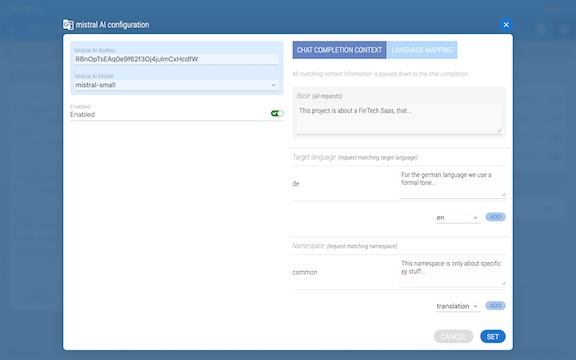 mistral AI configuration
Mistral AI ApiKey
RBnOpTsEAq0e9f62f3Oj4julmCxHcdfW
Mistral AI Model
mistral-small
Enabled
Enabled
CHAT COMPLETION CONTEXT
LANGUAGE MAPPING
All matching context information is passed down to the chat completion.
Base (all requests)
This project is about a FinTech Saas, that...
Target language (request matching target language)
de
For the german language we use a
formal tone...
en
ADD
Namespace (request matching namespace)
common
This namespace is only about specific
xy stuff...
translation
ADD
CANCEL
SET